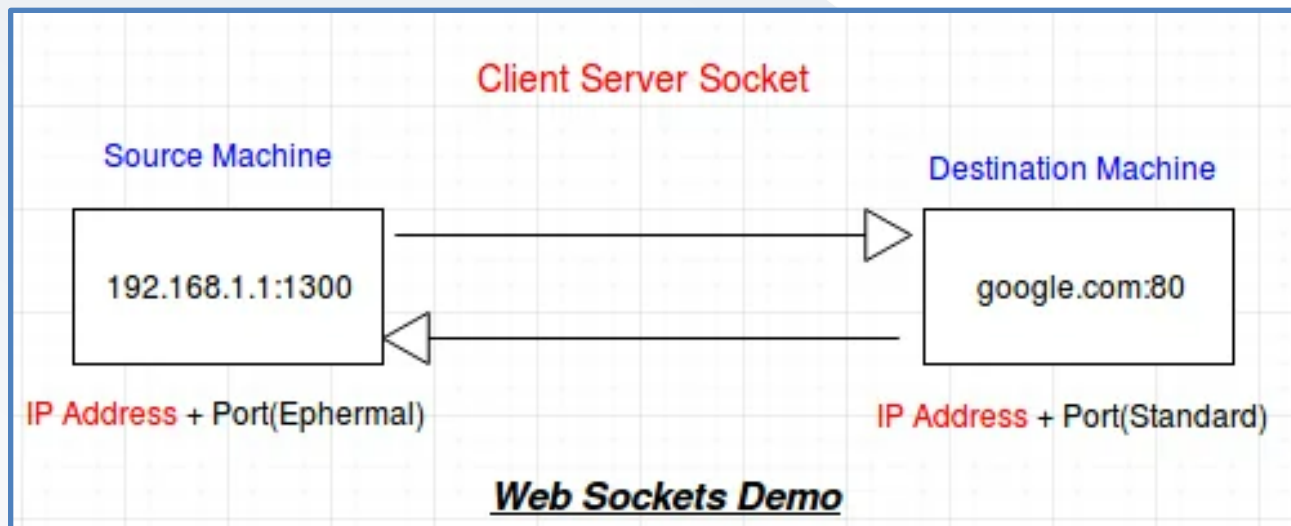 Client Server Socket
Source Machine
Destination Machine
192.168.1.1:1300
google.com:80
IP Address + Port(Ephermal)
IP Address + Port(Standard)
Web Sockets Demo